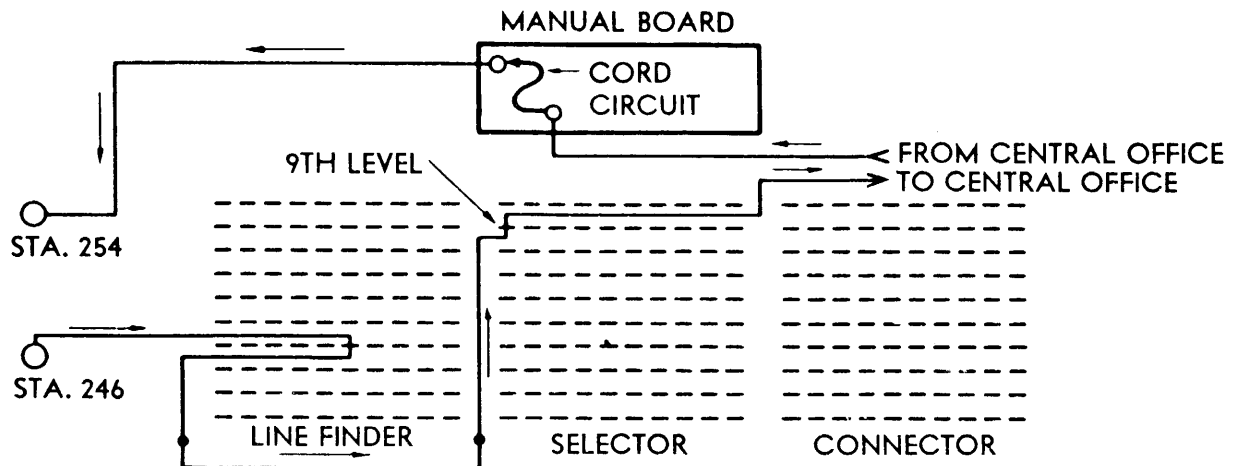 MANUAL BOARD
CORD
CIRCUIT
9TH LEVEL
FROM CENTRAL OFFICE
TO CENTRAL OFFICE
STA. 254
STA. 246
LINE FINDER
SELECTOR
CONNECTOR